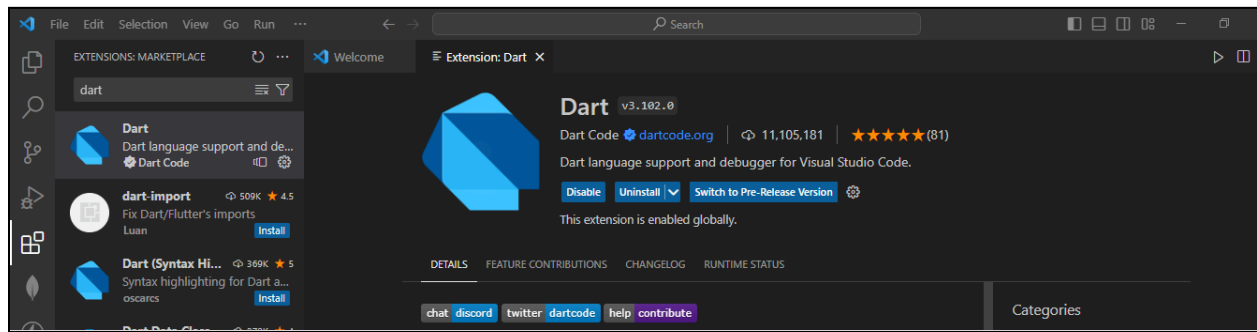 File Edit Selection View Go Run ... Search
EXTENSIONS: MARKETPLACE
Welcome
Extension: Dart
dart
Dart
Dart language support and de...
Dart Code
dart-import 509K ★ 4.5
Fix Dart/Flutter's imports
Luan Install
Dart (Syntax Hi... 369K ★ 5
Syntax highlighting for Dart a...
oscarcs Install
Dart v3.102.0
Dart Code dartcode.org | 11,105,181 | ★★★★★(81)
Dart language support and debugger for Visual Studio Code.
Disable Uninstall Switch to Pre-Release Version
This extension is enabled globally.
DETAILS FEATURE CONTRIBUTIONS CHANGELOG RUNTIME STATUS
chat discord twitter dartcode help contribute
Categories